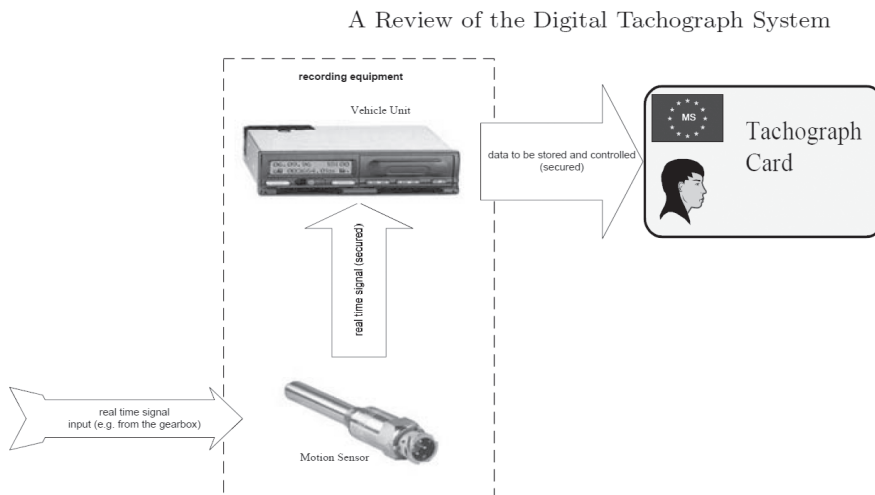 A Review of the Digital Tachograph System
recording equipment
Vehicle Unit
MS
Tachograph
Card
data to be stored and controlled
(secured)
real time signal (secured)
real time signal
input (e.g. from the gearbox)
Motion Sensor